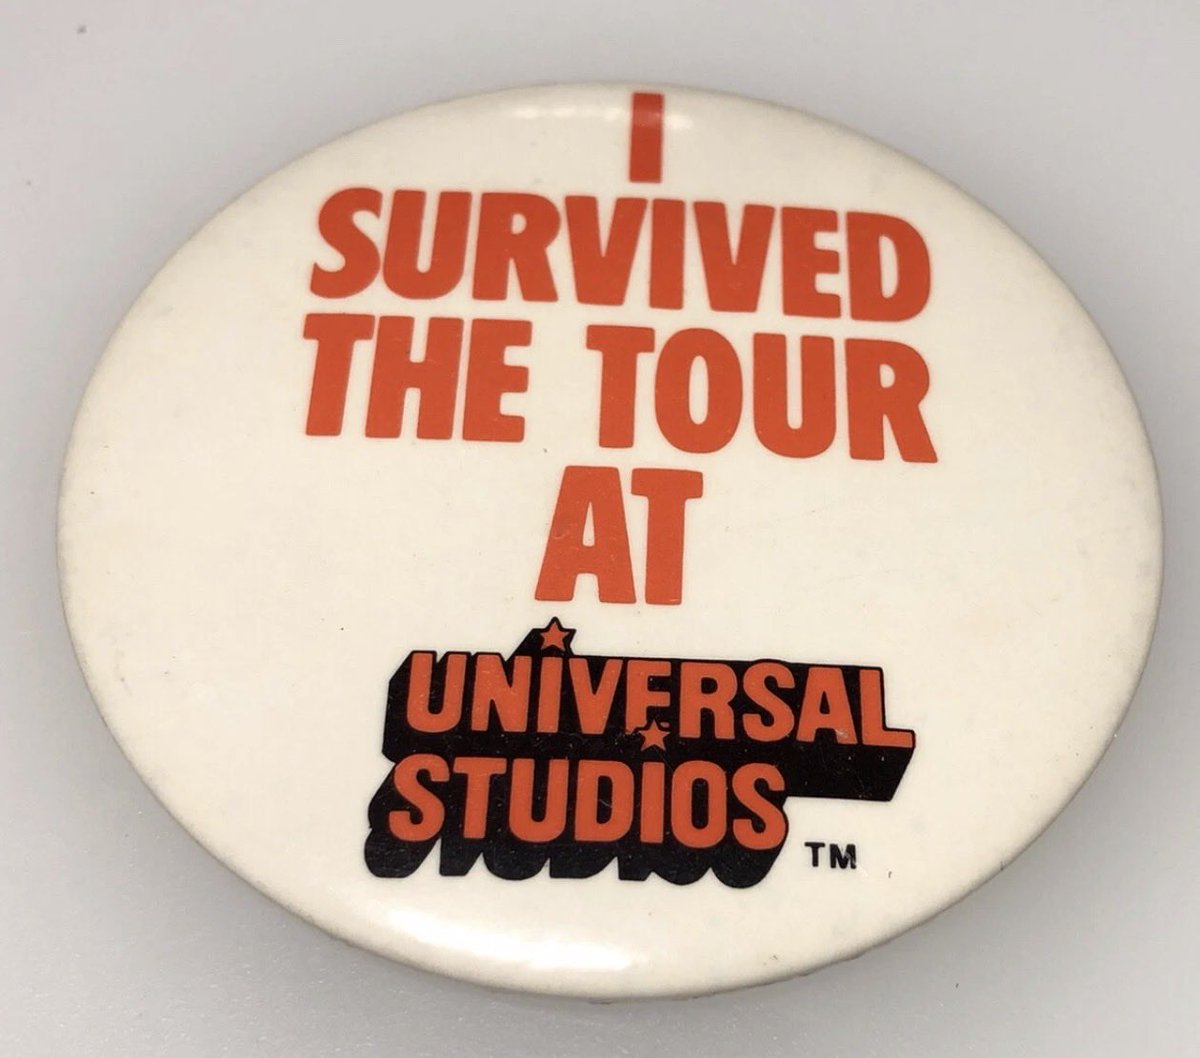 I
SURVIVED
THE TOUR
AT
UNIVERSAL
STUDIOS TM